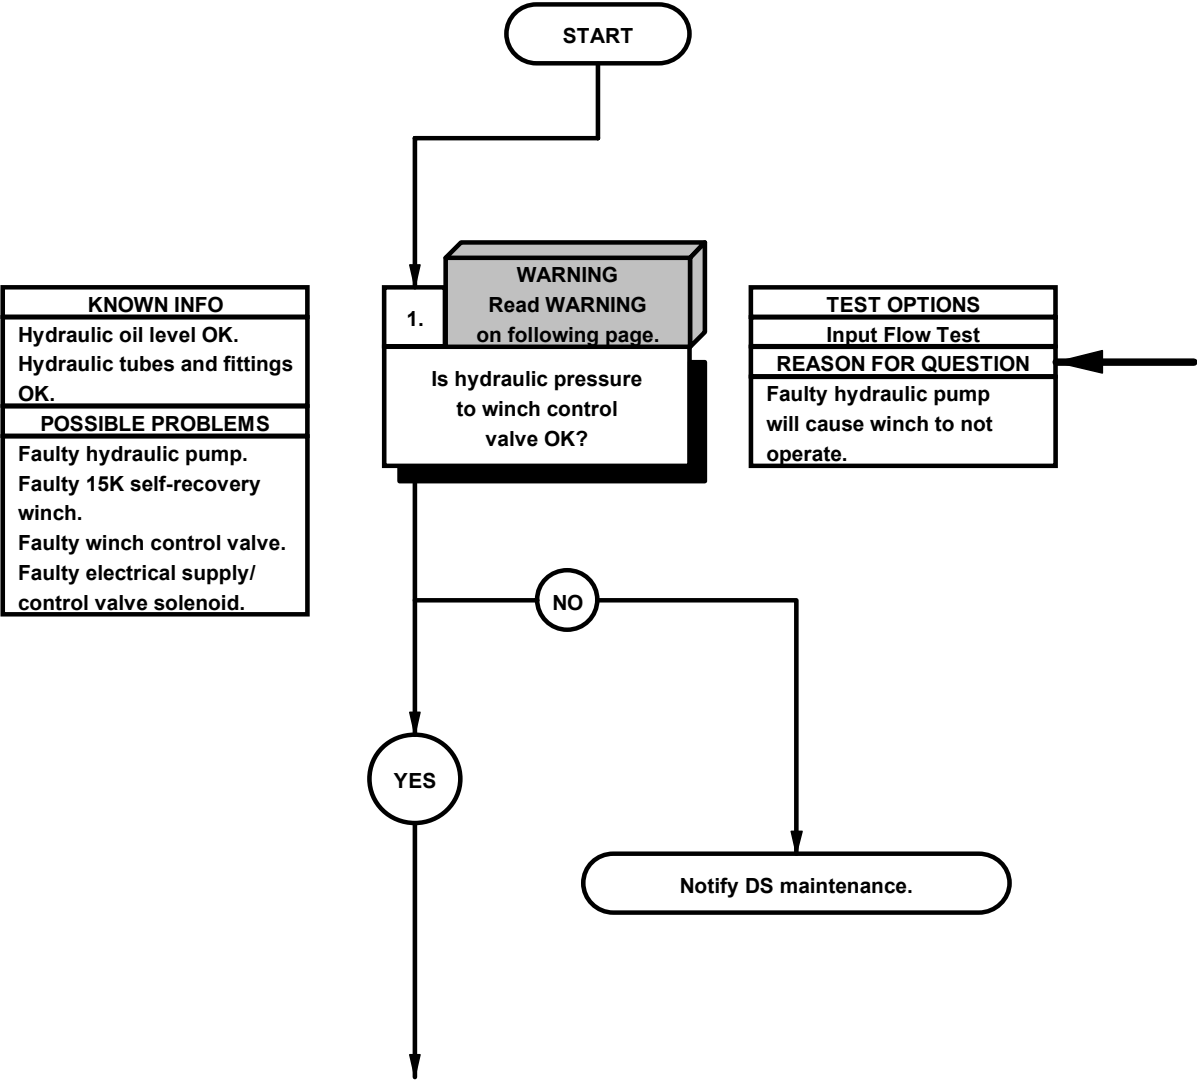 START
KNOWN INFO
Hydraulic oil level OK.
Hydraulic tubes and fittings
OK.
POSSIBLE PROBLEMS
Faulty hydraulic pump.
Faulty 15K self-recovery
winch.
Faulty winch control valve.
Faulty electrical supply/
control valve solenoid.
1.
WARNING
Read WARNING
on following page.
Is hydraulic pressure
to winch control
valve OK?
TEST OPTIONS
Input Flow Test
REASON FOR QUESTION
Faulty hydraulic pump
will cause winch to not
operate.
NO
YES
Notify DS maintenance.